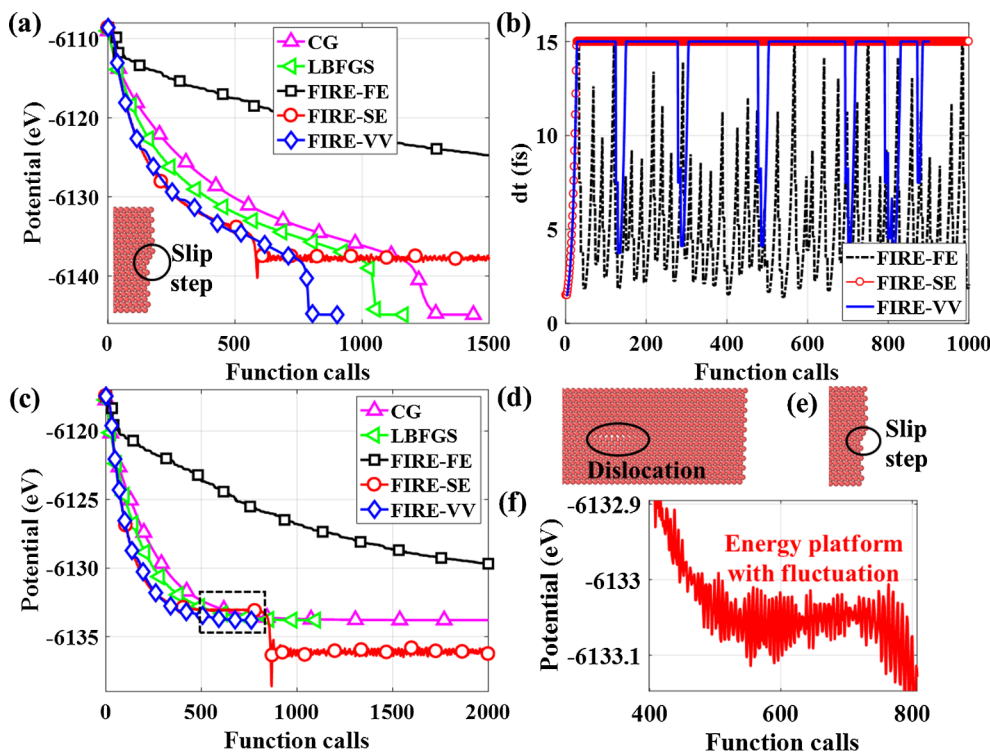 (a)
Potential (eV)
-6110
-6120
-6130
-6140
CG
LBFGS
FIRE-FE
FIRE-SE
FIRE-VV
Slip
step
0
500
1000
1500
Function calls
(b)
dt (fs)
15
10
5
0
FIRE-FE
FIRE-SE
FIRE-VV
0
200
400
600
800
1000
Function calls
(c)
Potential (eV)
-6120
-6125
-6130
-6135
CG
LBFGS
FIRE-FE
FIRE-SE
FIRE-VV
0
500
1000
1500
2000
Function calls
(d)
Dislocation
(e)
Slip
step
(f)
Potential (eV)
-6132.9
-6133
-6133.1
Energy platform
with fluctuation
400
600
800
Function calls